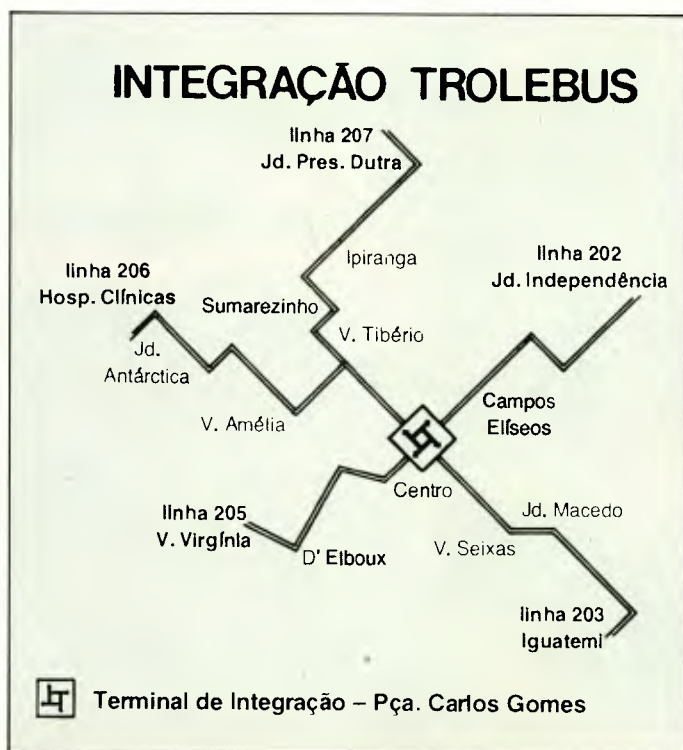 INTEGRAÇÃO TROLEBUS
linha 207
Jd. Pres. Dutra
Ipiranga
linha 202
Jd. Independência
linha 206
Hosp. Clínicas
Sumarezinho
V. Tibério
Jd.
Antárctica
V. Amélia
Campos
Elíseos
Centro
linha 205
V. Virgínia
D' Elboux
Jd. Macedo
V. Seixas
linha 203
Iguatemi
Terminal de Integração – Pça. Carlos Gomes